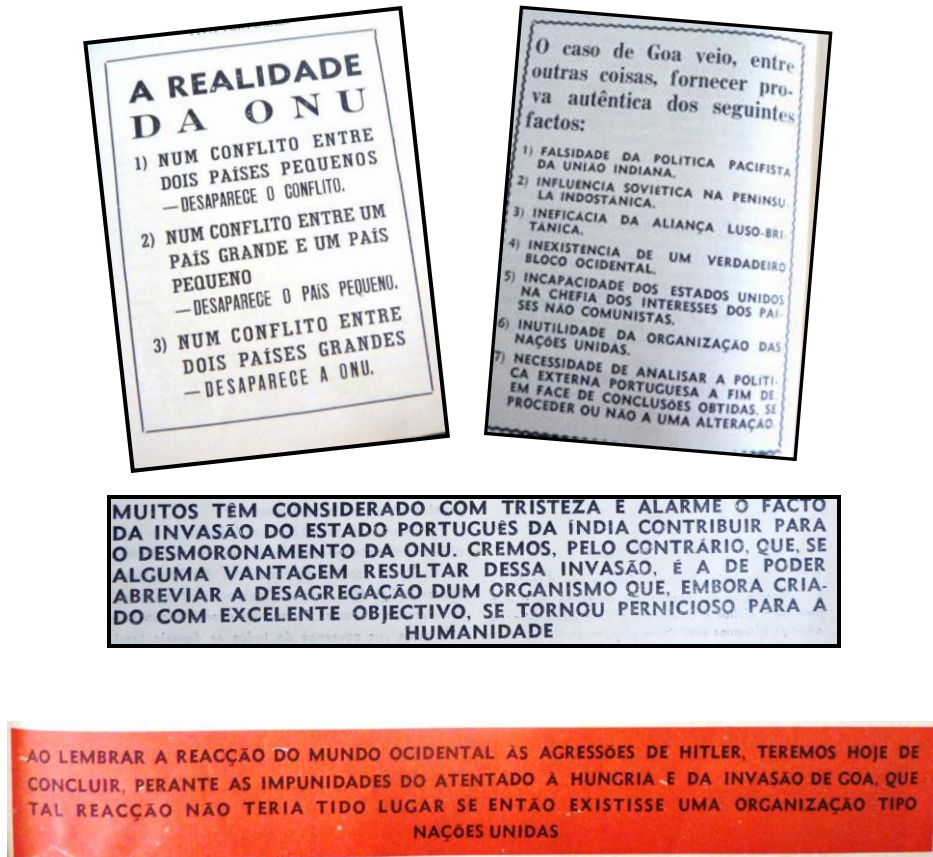 A REALIDADE
DA ONU
1) NUM CONFLITO ENTRE
DOIS PAÍSES PEQUENOS
—DESAPARECE O CONFLITO.
2) NUM CONFLITO ENTRE UM
PAÍS GRANDE E UM PAÍS
PEQUENO
—DESAPARECE O PAÍS PEQUENO.
3) NUM CONFLITO ENTRE
DOIS PAÍSES GRANDES
—DESAPARECE A ONU.
O caso de Goa veio, entre
outras coisas, fornecer pro-
va autêntica dos seguintes
factos:
1) FALSIDADE DA POLITICA PACIFISTA
DA UNIÃO INDIANA.
2) INFLUENCIA SOVIETICA NA PENINSU-
LA INDOSTANICA.
3) INEFICACIA DA ALIANÇA LUSO-BRI-
TANICA.
4) INEXISTENCIA DE UM VERDADEIRO
BLOCO OCIDENTAL.
5) INCAPACIDADE DOS ESTADOS UNIDOS
NA CHEFIA DOS INTERESSES DOS PAI-
SES NÃO COMUNISTAS.
6) INUTILIDADE DA ORGANIZAÇÃO DAS
NAÇÕES UNIDAS.
7) NECESSIDADE DE ANALISAR A POLITI-
CA EXTERNA PORTUGUESA A FIM DE,
EM FACE DE CONCLUSÕES OBTIDAS, SE
PROCEDER OU NÃO A UMA ALTERAÇÃO.
MUITOS TÊM CONSIDERADO COM TRISTEZA E ALARME O FACTO
DA INVASÃO DO ESTADO PORTUGUÊS DA ÍNDIA CONTRIBUIR PARA
O DESMORONAMENTO DA ONU. CREMOS, PELO CONTRÁRIO, QUE, SE
ALGUMA VANTAGEM RESULTAR DESSA INVASÃO, É A DE PODER
ABREVIAR A DESAGREGAÇÃO DUM ORGANISMO QUE, EMBORA CRIA-
DO COM EXCELENTE OBJECTIVO, SE TORNOU PERNICIOSO PARA A
HUMANIDADE
AO LEMBRAR A REACÇÃO DO MUNDO OCIDENTAL ÀS AGRESSÕES DE HITLER, TEREMOS HOJE DE
CONCLUIR, PERANTE AS IMPUNIDADES DO ATENTADO À HUNGRIA E DA INVASÃO DE GOA, QUE
TAL REACÇÃO NÃO TERIA TIDO LUGAR SE ENTÃO EXISTISSE UMA ORGANIZAÇÃO TIPO
NAÇÕES UNIDAS